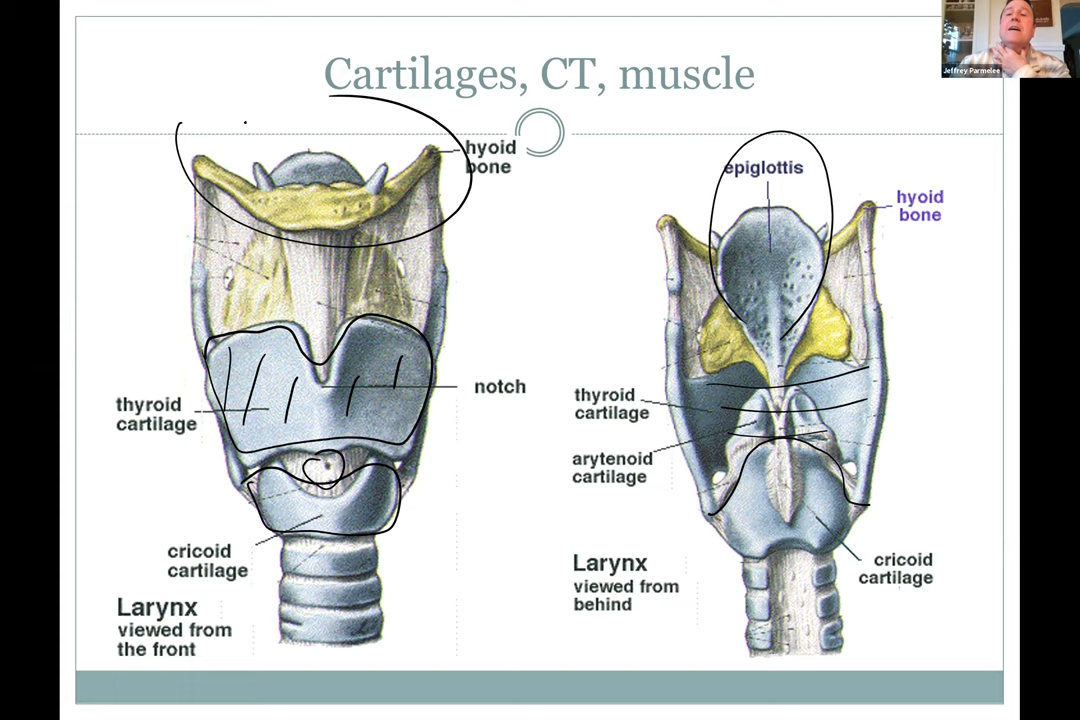 Jeffrey Parmelee
Cartilages, CT, muscle
hyoid
bone
thyroid
cartilage
notch
cricoid
cartilage
Larynx
viewed from
the front
epiglottis
hyoid
bone
thyroid
cartilage
arytenoid
cartilage
Larynx
viewed from
behind
cricoid
cartilage